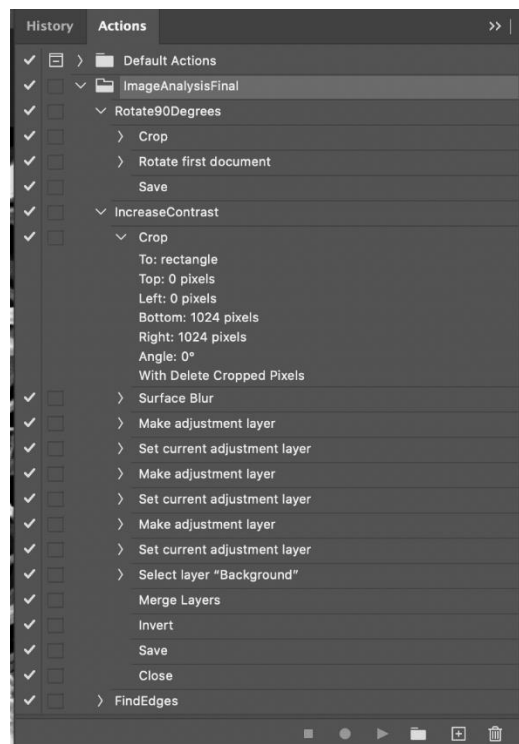 History Actions
Default Actions
ImageAnalysisFinal
Rotate90Degrees
Crop
Rotate first document
Save
IncreaseContrast
Crop
To: rectangle
Top: 0 pixels
Left: 0 pixels
Bottom: 1024 pixels
Right: 1024 pixels
Angle: 0°
With Delete Cropped Pixels
Surface Blur
Make adjustment layer
Set current adjustment layer
Make adjustment layer
Set current adjustment layer
Make adjustment layer
Set current adjustment layer
Select layer “Background”
Merge Layers
Invert
Save
Close
FindEdges